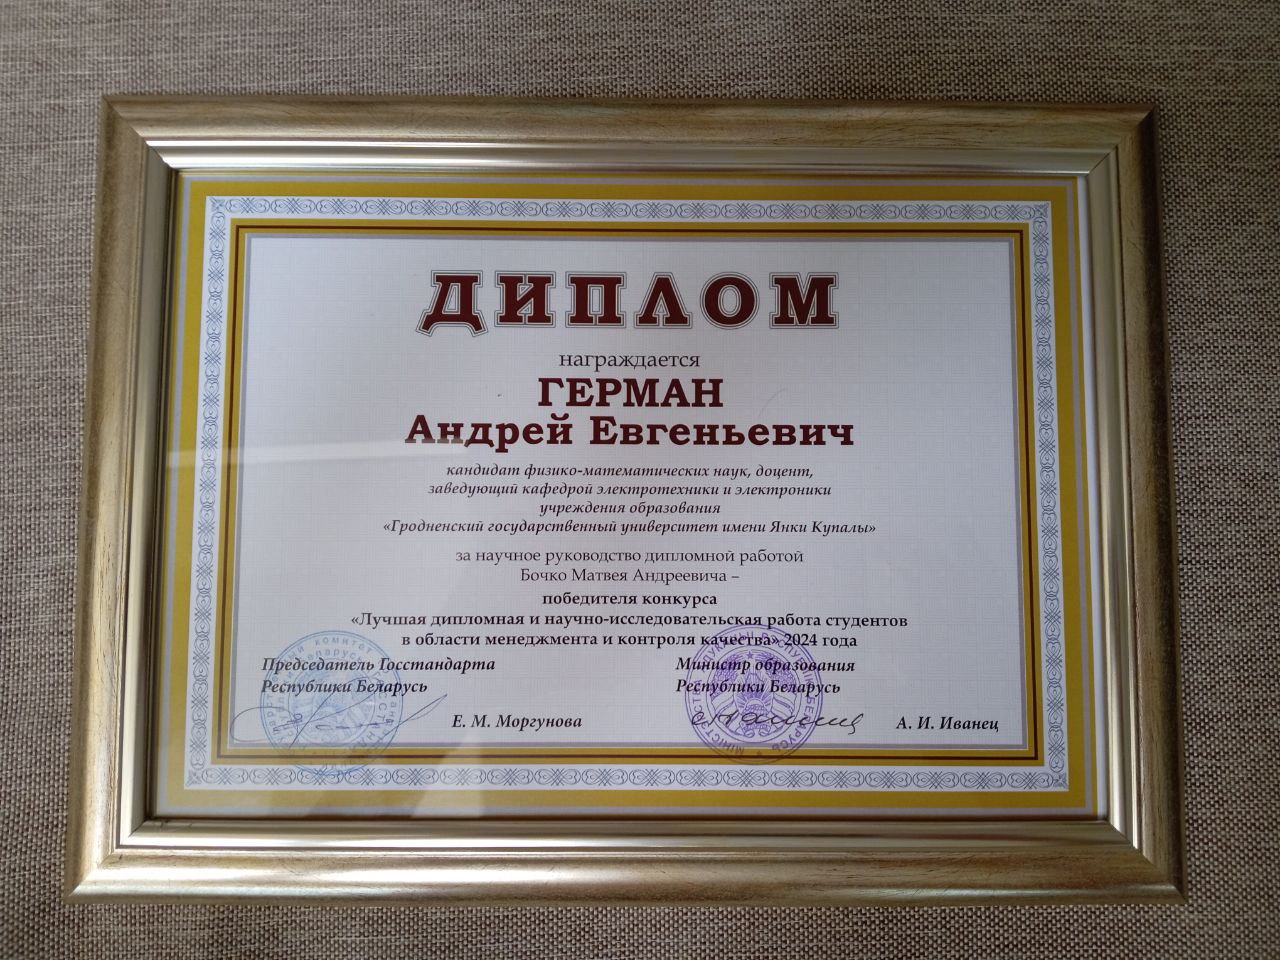 ДИПЛОМ
награждается
ГЕРМАН
Андрей Евгеньевич
кандидат физико-математических наук, доцент,
заведующий кафедрой электротехники и электроники
учреждения образования
«Гродненский государственный университет имени Янки Купалы»
за научное руководство дипломной работой
Бочко Матвея Андреевича –
победителя конкурса
«Лучшая дипломная и научно-исследовательская работа студентов
в области менеджмента и контроля качества» 2024 года
Председатель Госстандарта
Республики Беларусь
Е. М. Моргунова
Министр образования
Республики Беларусь
А. И. Иванец